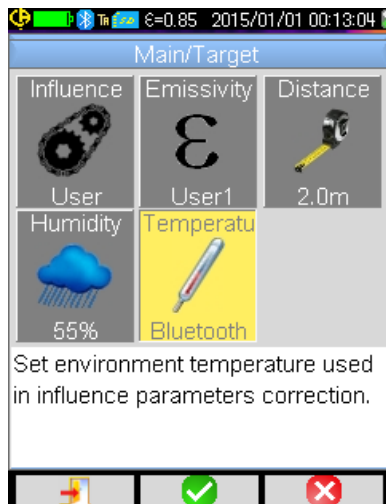 ε=0.85 2015/01/01 00:13:04
Main/Target
Influence Emissivity Distance
ε
User User1 2.0m
Humidity Temperatu
55% Bluetooth
Set environment temperature used
in influence parameters correction.